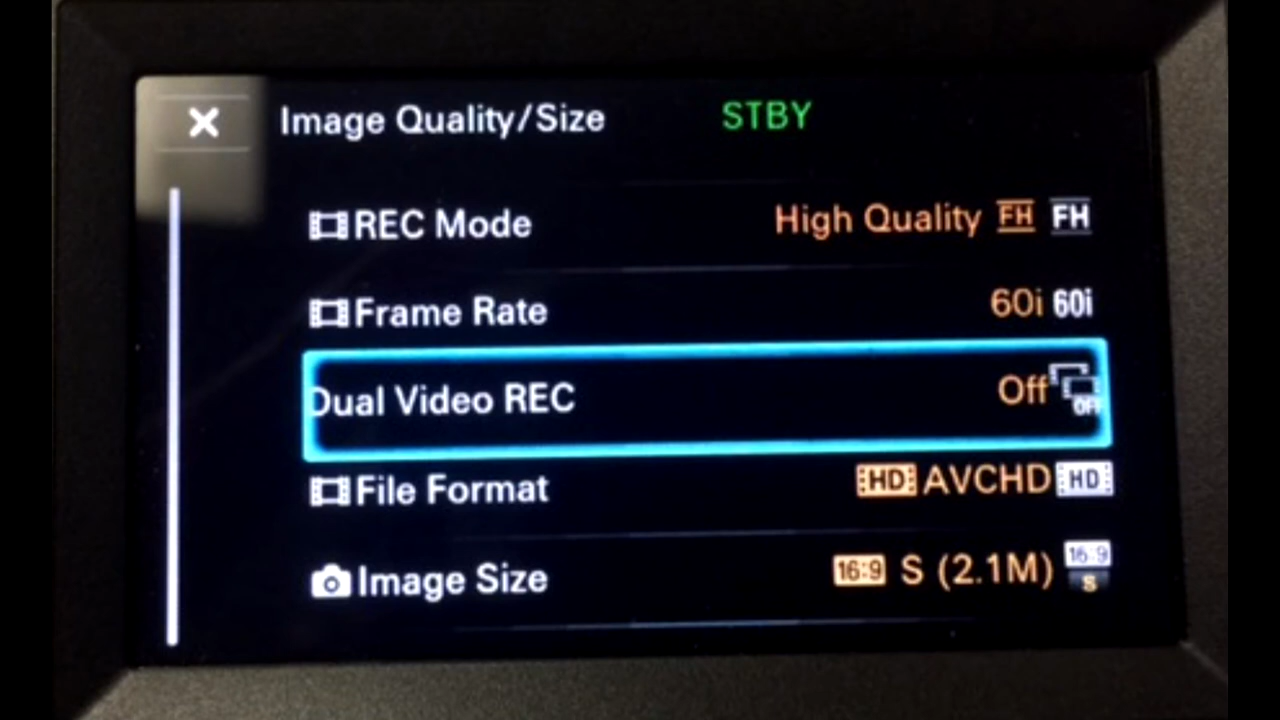 Image Quality/Size STBY
REC Mode High Quality FH FH
Frame Rate 60i 60i
Dual Video REC Off OFF
File Format HD AVCHD HD
Image Size 16:9 S (2.1M) 16:9 S